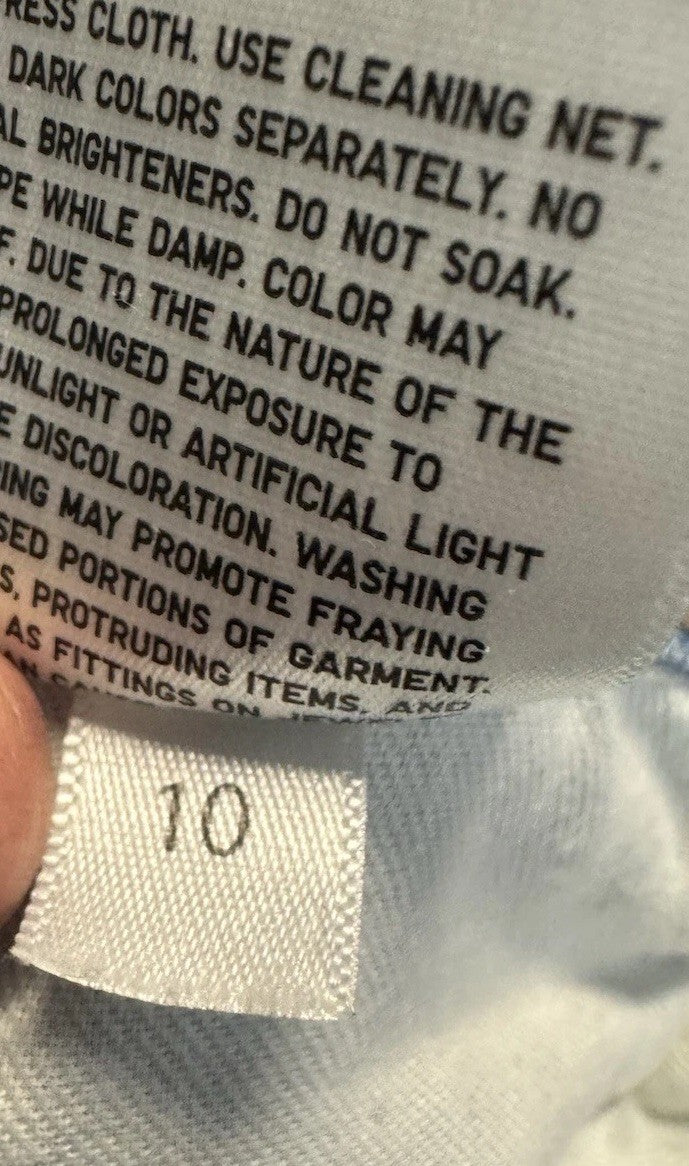 RESS CLOTH. USE CLEANING NET.
DARK COLORS SEPARATELY. NO
AL BRIGHTENERS. DO NOT SOAK.
PE WHILE DAMP. COLOR MAY
F. DUE TO THE NATURE OF THE
PROLONGED EXPOSURE TO
UNLIGHT OR ARTIFICIAL LIGHT
E DISCOLORATION. WASHING
ING MAY PROMOTE FRAYING
SED PORTIONS OF GARMENT.
S, PROTRUDING ITEMS, AND
AS FITTINGS ON
10